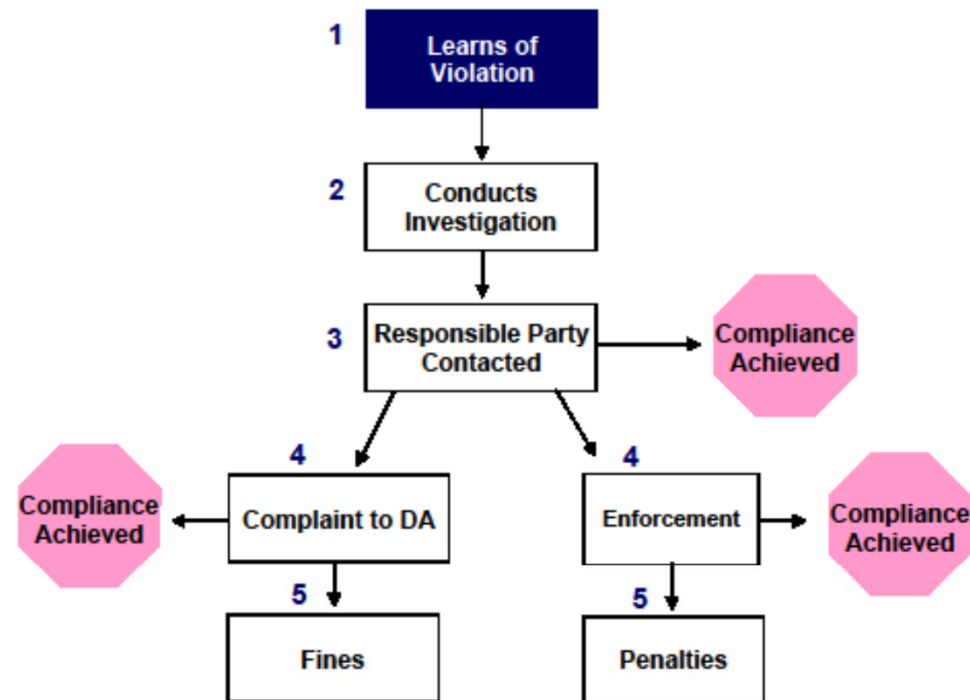 1
Learns of
Violation
2
Conducts
Investigation
3
Responsible Party
Contacted
Compliance
Achieved
4
Complaint to DA
Compliance
Achieved
4
Enforcement
Compliance
Achieved
5
Fines
5
Penalties